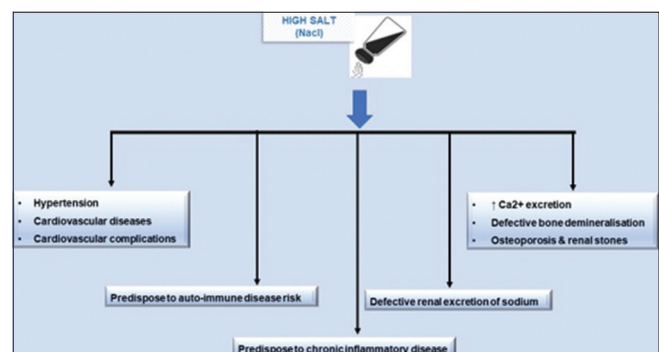 HIGH SALT
(Nacl)
• Hypertension
• Cardiovascular diseases
• Cardiovascular complications
• ↑ Ca2+ excretion
• Defective bone demineralisation
• Osteoporosis & renal stones
Predispose to auto-immune disease risk
Defective renal excretion of sodium
Predispose to chronic inflammatory disease